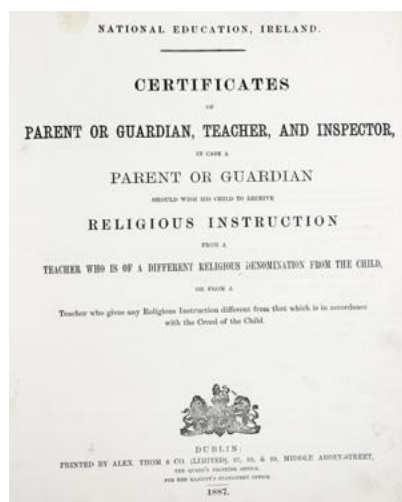 NATIONAL EDUCATION, IRELAND.
CERTIFICATES
OF
PARENT OR GUARDIAN, TEACHER, AND INSPECTOR,
IN CASE A
PARENT OR GUARDIAN
SHOULD WISH HIS CHILD TO RECEIVE
RELIGIOUS INSTRUCTION
FROM A
TEACHER WHO IS OF A DIFFERENT RELIGIOUS DENOMINATION FROM THE CHILD,
OR FROM A
Teacher who gives any Religious Instruction different from that which is in accordance
with the Creed of the Child.
DUBLIN:
PRINTED BY ALEX. THOM & CO. (LIMITED), 87, 88, & 89, MIDDLE ABBEY-STREET,
THE QUEEN'S PRINTING OFFICE.
FOR HER MAJESTY'S STATIONERY OFFICE.
1887.